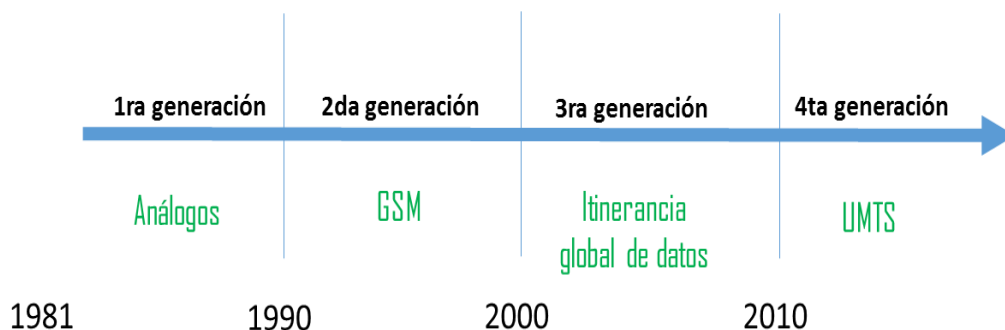 1ra generación
2da generación
3ra generación
4ta generación
Análogos
GSM
Itinerancia
global de datos
UMTS
1981
1990
2000
2010